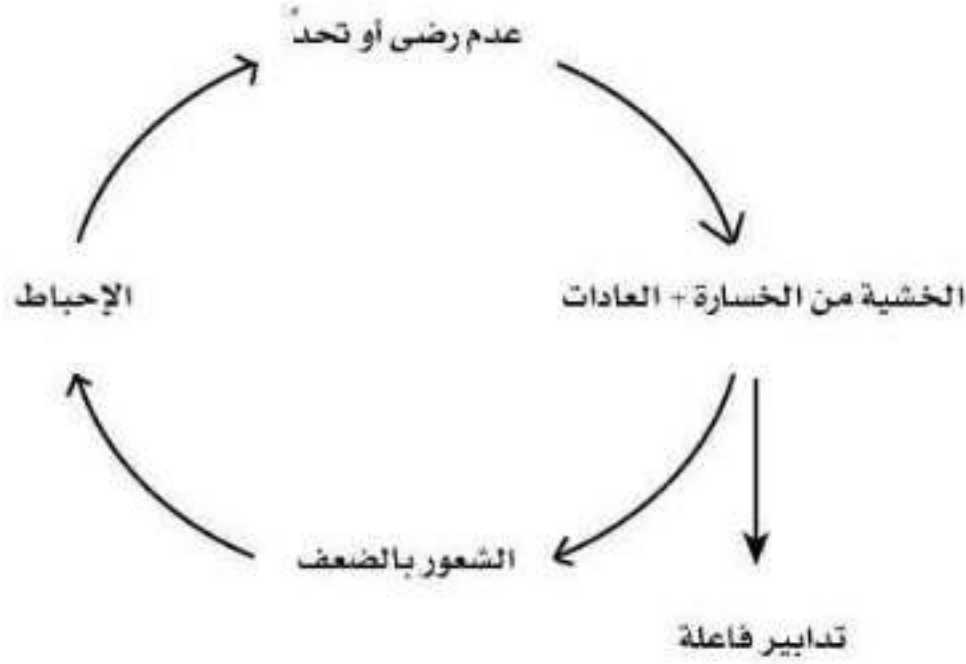 عدم رضى أو تحدٍّ
الخشية من الخسارة + العادات
الإحباط
الشعور بالضعف
تدابير فاعلة